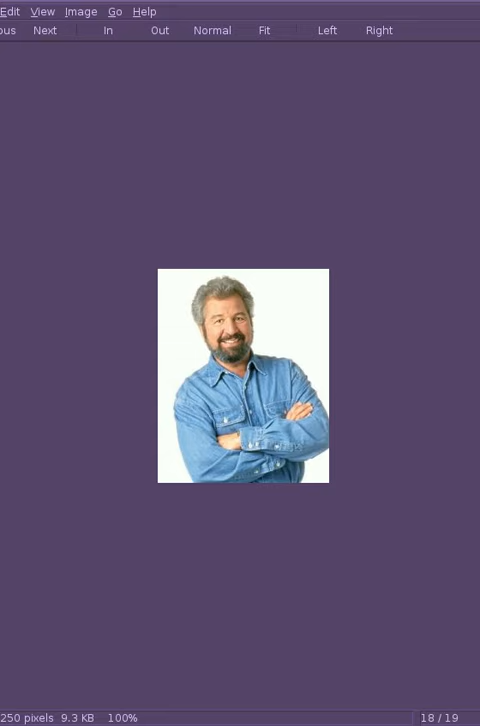 Edit View Image Go Help
ous Next In Out Normal Fit Left Right
250 pixels 9.3 KB 100% 18 / 19